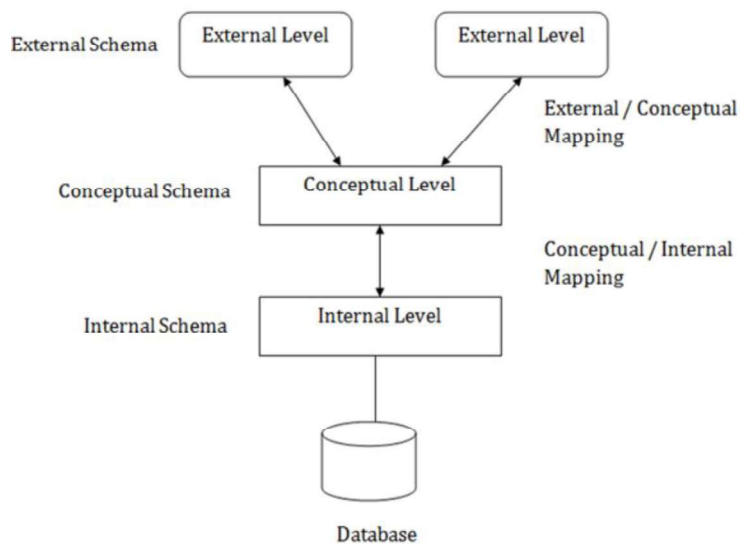 External Level
External Level
External Schema
External / Conceptual
Mapping
Conceptual Level
Conceptual Schema
Conceptual / Internal
Mapping
Internal Level
Internal Schema
Database